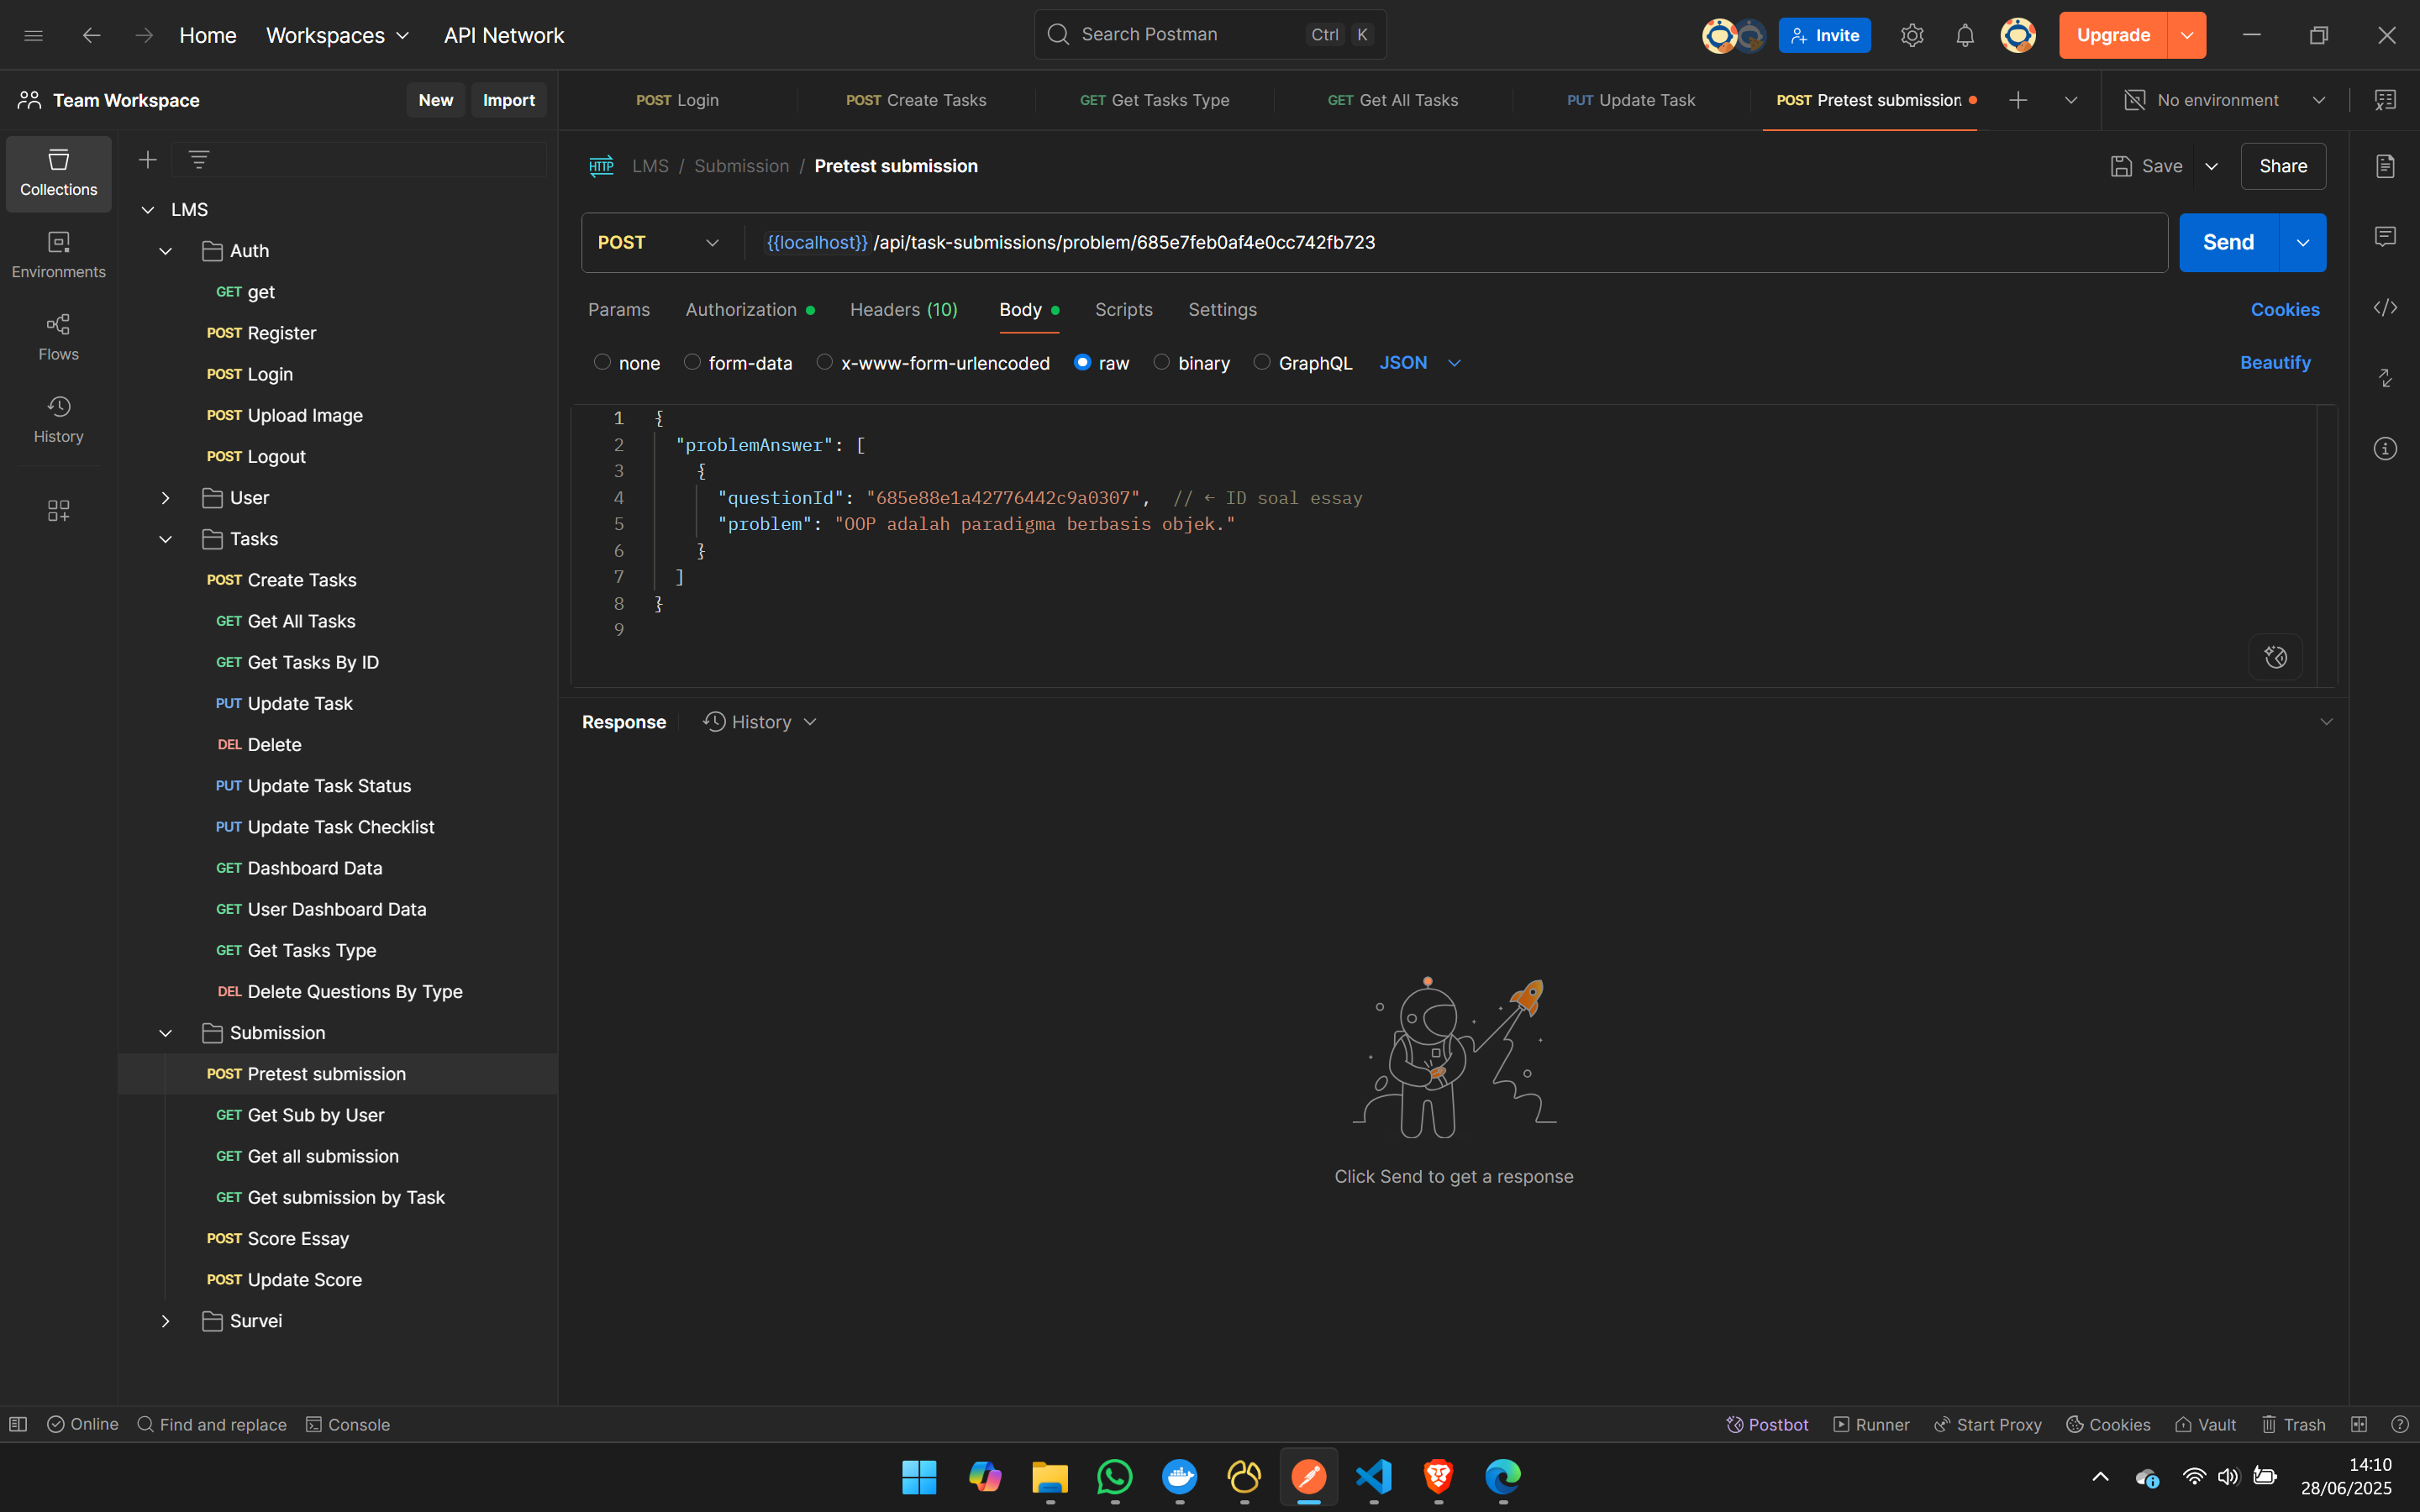 Home Workspaces API Network Search Postman Ctrl K Invite Upgrade
Team Workspace New Import
POST Login POST Create Tasks GET Get Tasks Type GET Get All Tasks PUT Update Task POST Pretest submission No environment
Collections
Environments
Flows
History
LMS
Auth
GET get
POST Register
POST Login
POST Upload Image
POST Logout
User
Tasks
POST Create Tasks
GET Get All Tasks
GET Get Tasks By ID
PUT Update Task
DEL Delete
PUT Update Task Status
PUT Update Task Checklist
GET Dashboard Data
GET User Dashboard Data
GET Get Tasks Type
DEL Delete Questions By Type
Submission
POST Pretest submission
GET Get Sub by User
GET Get all submission
GET Get submission by Task
POST Score Essay
POST Update Score
Survei
HTTP LMS / Submission / Pretest submission Save Share
POST {{localhost}} /api/task-submissions/problem/685e7feb0af4e0cc742fb723 Send
Params Authorization Headers (10) Body Scripts Settings Cookies
none form-data x-www-form-urlencoded raw binary GraphQL JSON Beautify
1 {
2 "problemAnswer": [
3 {
4 "questionId": "685e88e1a42776442c9a0307", // ← ID soal essay
5 "problem": "OOP adalah paradigma berbasis objek."
6 }
7 ]
8 }
9
Response History
Click Send to get a response
Online Find and replace Console Postbot Runner Start Proxy Cookies Vault Trash
14:10
28/06/2025